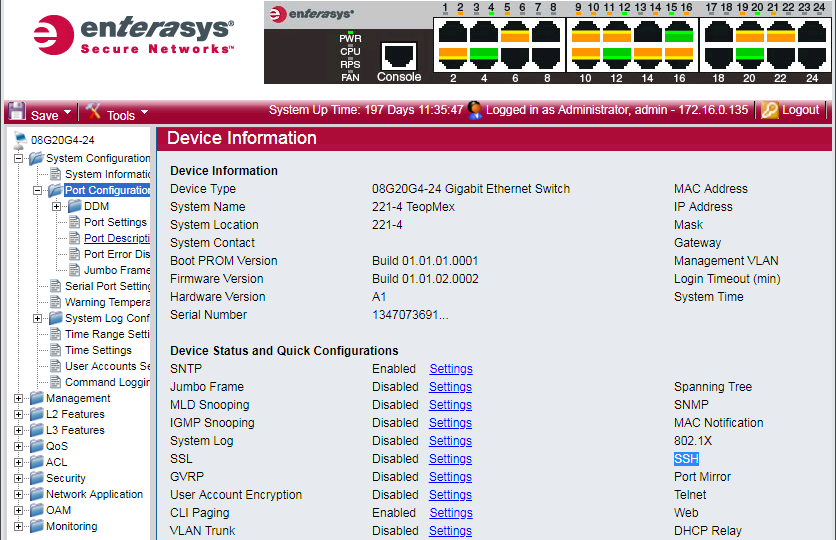 enterasys®
Secure Networks™
enterasys®
PWR
CPU
RPS
FAN
Console
1 2 3 4 5 6 7 8 9 10 11 12 13 14 15 16 17 18 19 20 21 22 23 24
2 4 6 8 10 12 14 16 18 20 22 24
Save Tools System Up Time: 197 Days 11:35:47 Logged in as Administrator, admin - 172.16.0.135 Logout
08G20G4-24
System Configuration
System Informatic
Port Configuratio
DDM
Port Settings
Port Descripti
Port Error Dis
Jumbo Frame
Serial Port Setting
Warning Tempera
System Log Conf
Time Range Setti
Time Settings
User Accounts Se
Command Loggin
Management
L2 Features
L3 Features
QoS
ACL
Security
Network Application
OAM
Monitoring
Device Information
Device Information
Device Type 08G20G4-24 Gigabit Ethernet Switch MAC Address
System Name 221-4 TeopMex IP Address
System Location 221-4 Mask
System Contact Gateway
Boot PROM Version Build 01.01.01.0001 Management VLAN
Firmware Version Build 01.01.02.0002 Login Timeout (min)
Hardware Version A1 System Time
Serial Number 1347073691...
Device Status and Quick Configurations
SNTP Enabled Settings
Jumbo Frame Disabled Settings Spanning Tree
MLD Snooping Disabled Settings SNMP
IGMP Snooping Disabled Settings MAC Notification
System Log Disabled Settings 802.1X
SSL Disabled Settings SSH
GVRP Disabled Settings Port Mirror
User Account Encryption Disabled Settings Telnet
CLI Paging Enabled Settings Web
VLAN Trunk Disabled Settings DHCP Relay